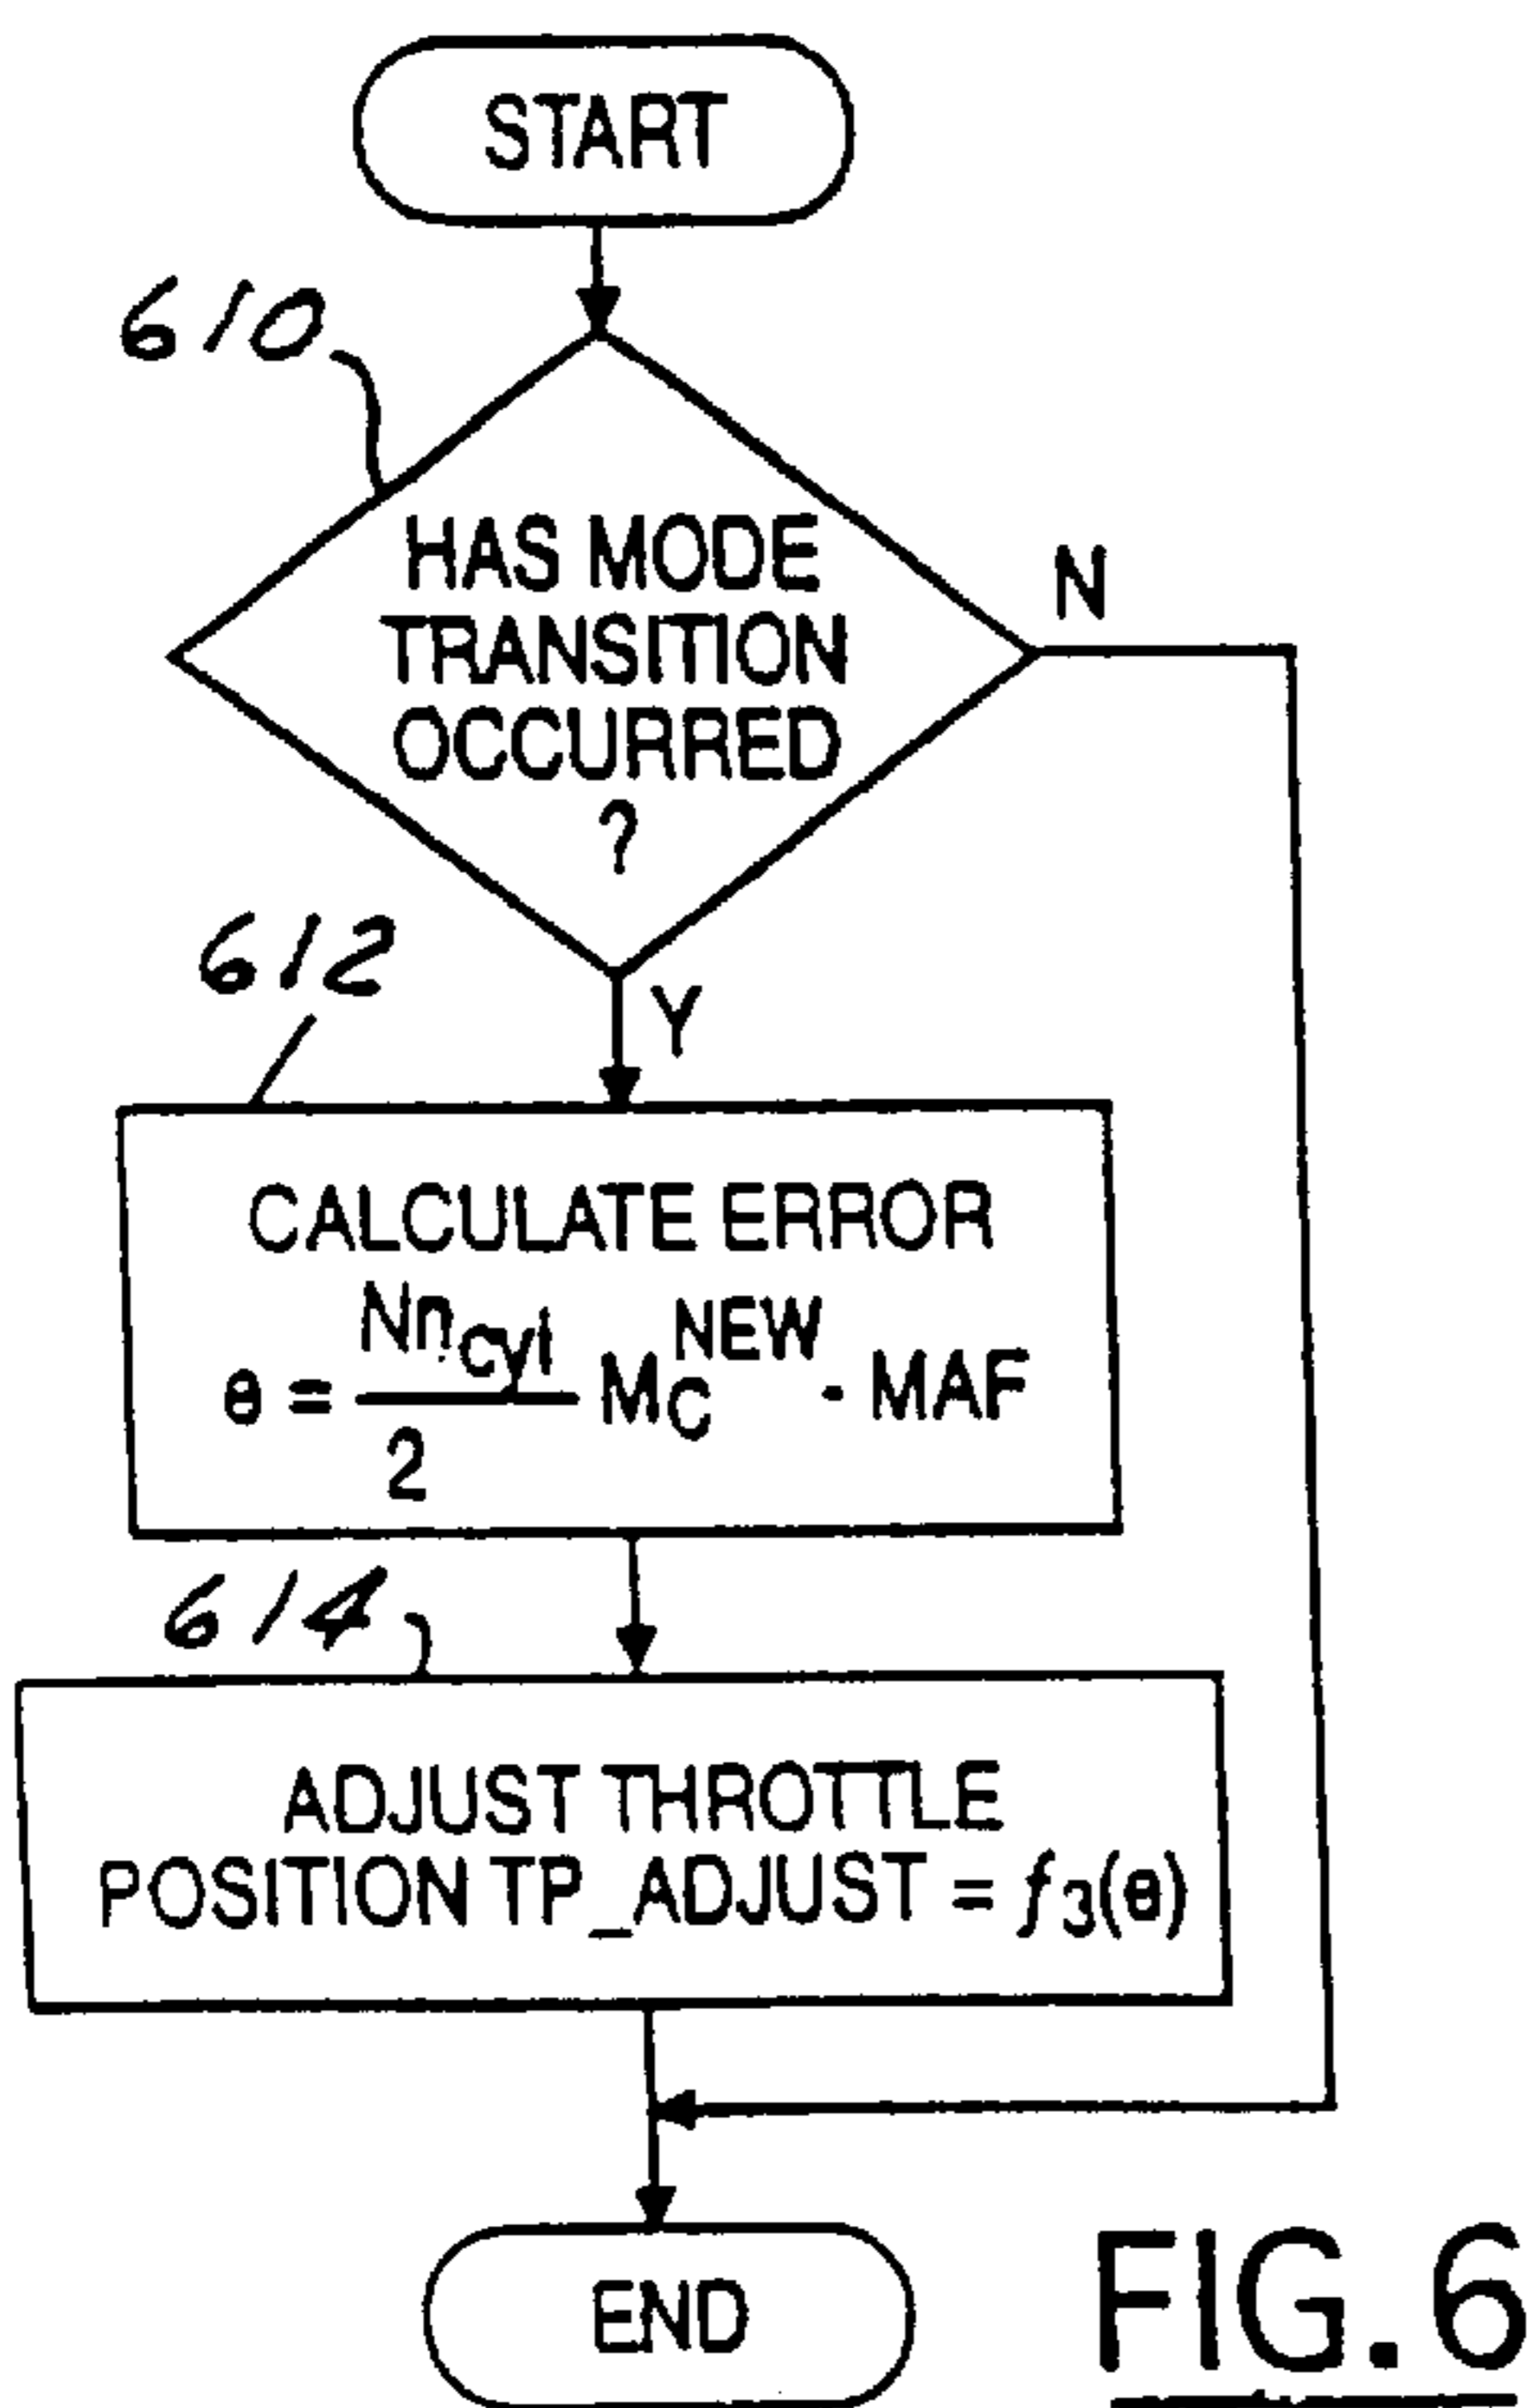 START
610
HAS MODE
TRANSITION
OCCURRED
?
N
Y
612
CALCULATE ERROR
e = Nn_cyl/2 M_C^NEW - MAF
614
ADJUST THROTTLE
POSITION TP_ADJUST = f₃(e)
END
FIG. 6